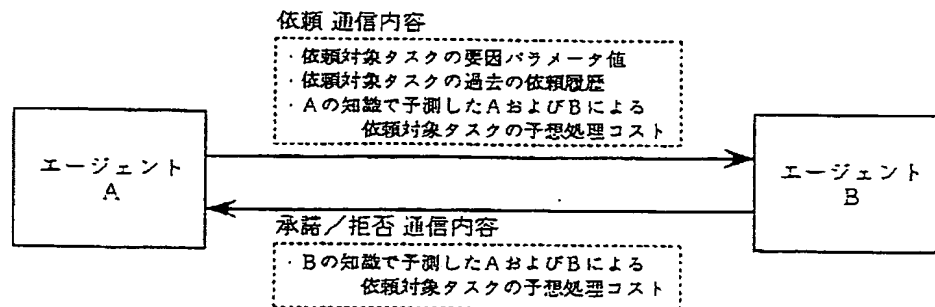 依頼 通信内容
・依頼対象タスクの要因パラメータ値
・依頼対象タスクの過去の依頼履歴
・Aの知識で予測したAおよびBによる
依頼対象タスクの予想処理コスト
エージェント
A
エージェント
B
承諾/拒否 通信内容
・Bの知識で予測したAおよびBによる
依頼対象タスクの予想処理コスト